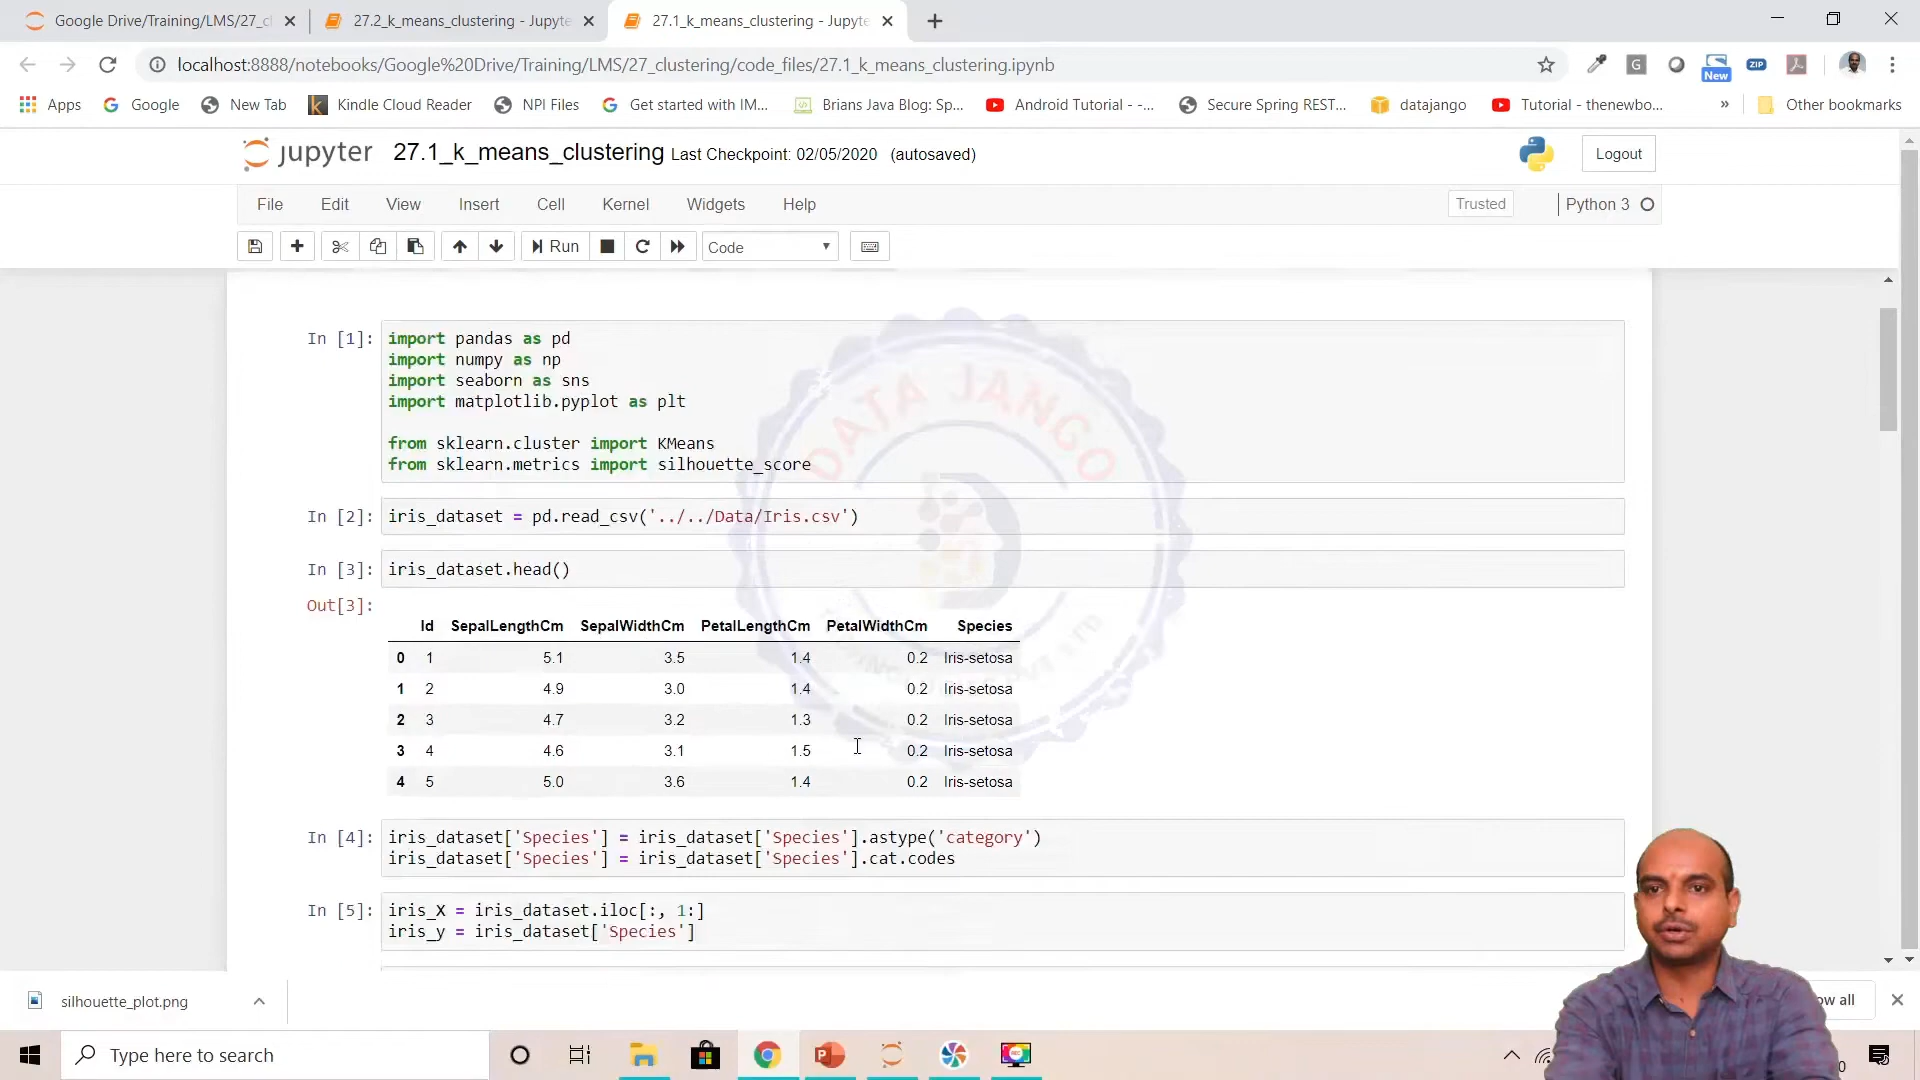 Google Drive/Training/LMS/27_cl
27.2_k_means_clustering - Jupyte
27.1_k_means_clustering - Jupyte
localhost:8888/notebooks/Google%20Drive/Training/LMS/27_clustering/code_files/27.1_k_means_clustering.ipynb
New
ZIP
Apps
Google
New Tab
Kindle Cloud Reader
NPI Files
Get started with IM...
Brians Java Blog: Sp...
Android Tutorial - -...
Secure Spring REST...
datajango
Tutorial - thenewbo...
»
Other bookmarks
jupyter 27.1_k_means_clustering Last Checkpoint: 02/05/2020 (autosaved)
Logout
File Edit View Insert Cell Kernel Widgets Help
Trusted
Python 3
Run
Code
In [1]: import pandas as pd
import numpy as np
import seaborn as sns
import matplotlib.pyplot as plt
from sklearn.cluster import KMeans
from sklearn.metrics import silhouette_score
DATA JANGO
In [2]: iris_dataset = pd.read_csv('../../Data/Iris.csv')
In [3]: iris_dataset.head()
Out[3]:
Id SepalLengthCm SepalWidthCm PetalLengthCm PetalWidthCm Species
0 1 5.1 3.5 1.4 0.2 Iris-setosa
1 2 4.9 3.0 1.4 0.2 Iris-setosa
2 3 4.7 3.2 1.3 0.2 Iris-setosa
3 4 4.6 3.1 1.5 0.2 Iris-setosa
4 5 5.0 3.6 1.4 0.2 Iris-setosa
In [4]: iris_dataset['Species'] = iris_dataset['Species'].astype('category')
iris_dataset['Species'] = iris_dataset['Species'].cat.codes
In [5]: iris_X = iris_dataset.iloc[:, 1:]
iris_y = iris_dataset['Species']
silhouette_plot.png
ow all
Type here to search